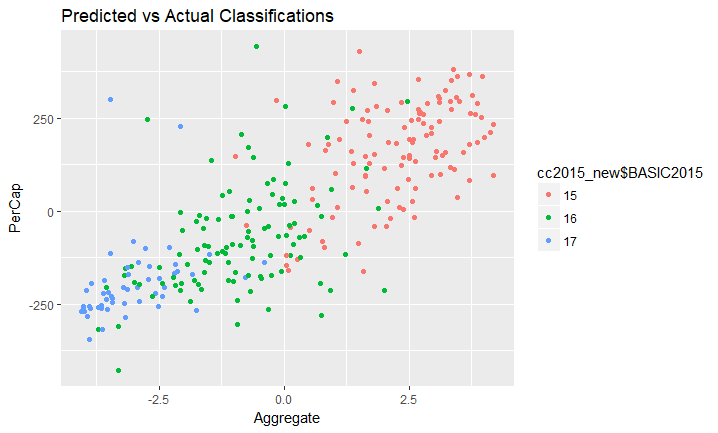 Predicted vs Actual Classifications
PerCap
250
0
-250
-2.5
0.0
2.5
Aggregate
cc2015_new$BASIC2015
15
16
17